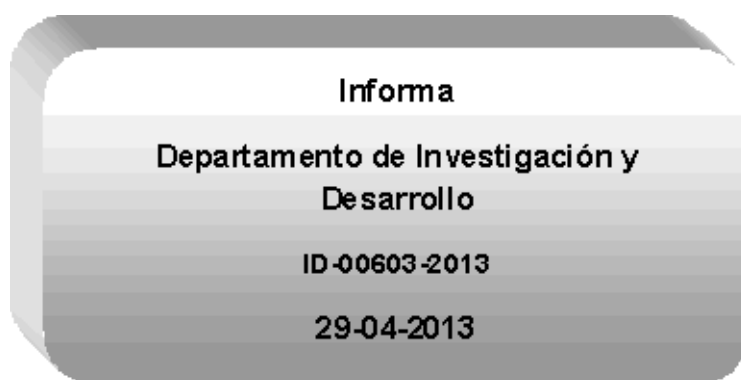 Informa
Departamento de Investigación y
Desarrollo
ID-00603-2013
29-04-2013